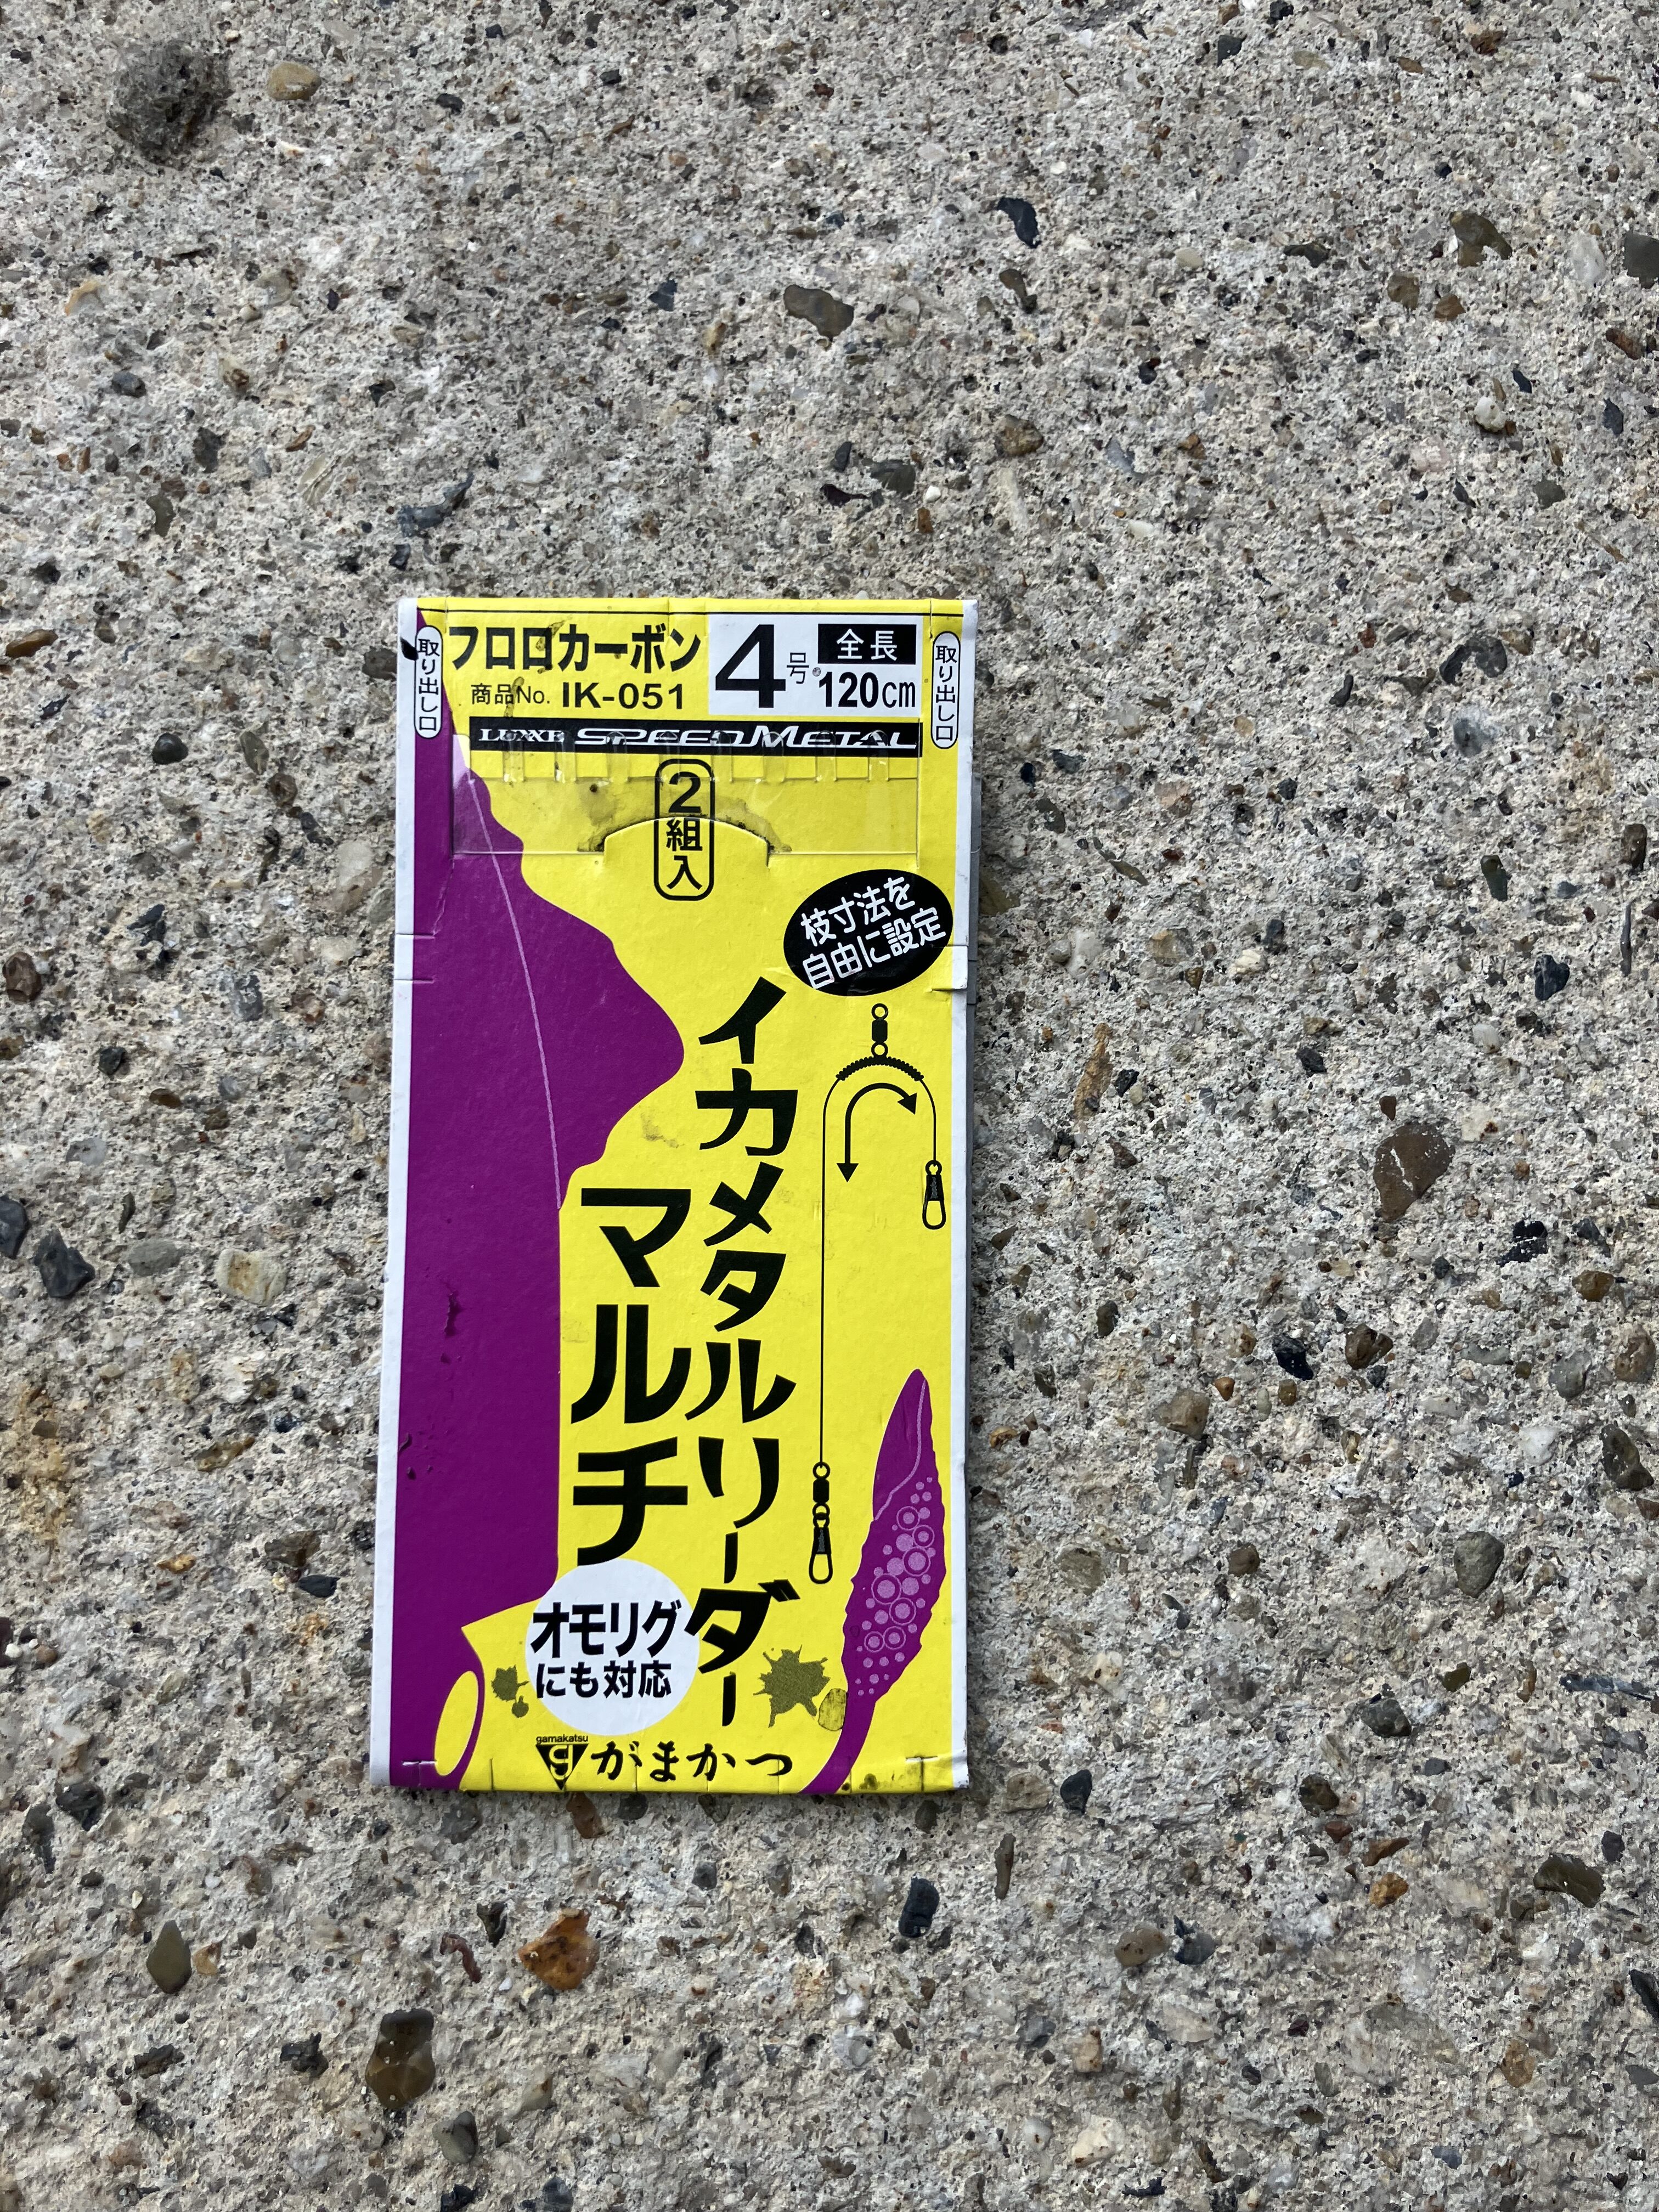 取り出し口
フロロカーボン
商品No. IK-051
4号
全長
120cm
取り出し口
LUXXE SPEED METAL
2組入
枝寸法を
自由に設定
イカメタルリーダー
マルチ
オモリグ
にも対応
gamakatsu
がまかつ